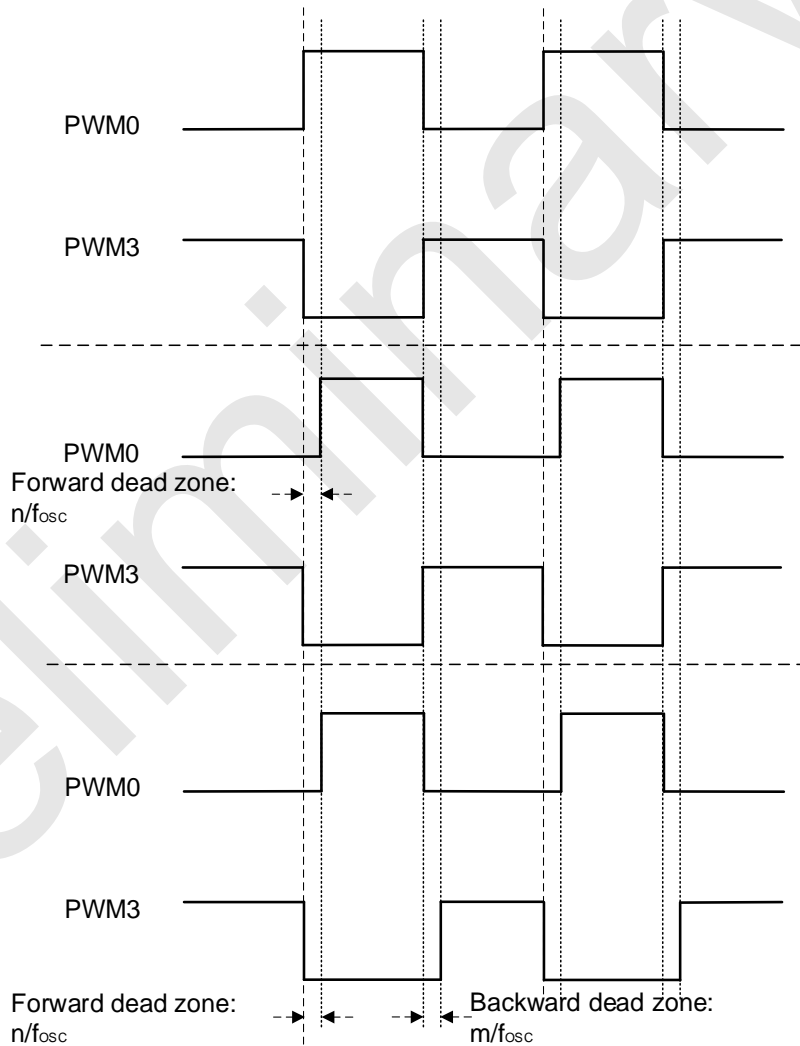 PWM0
PWM3
PWM0
Forward dead zone:
n/fosc
PWM3
PWM0
PWM3
Forward dead zone:
n/fosc
Backward dead zone:
m/fosc